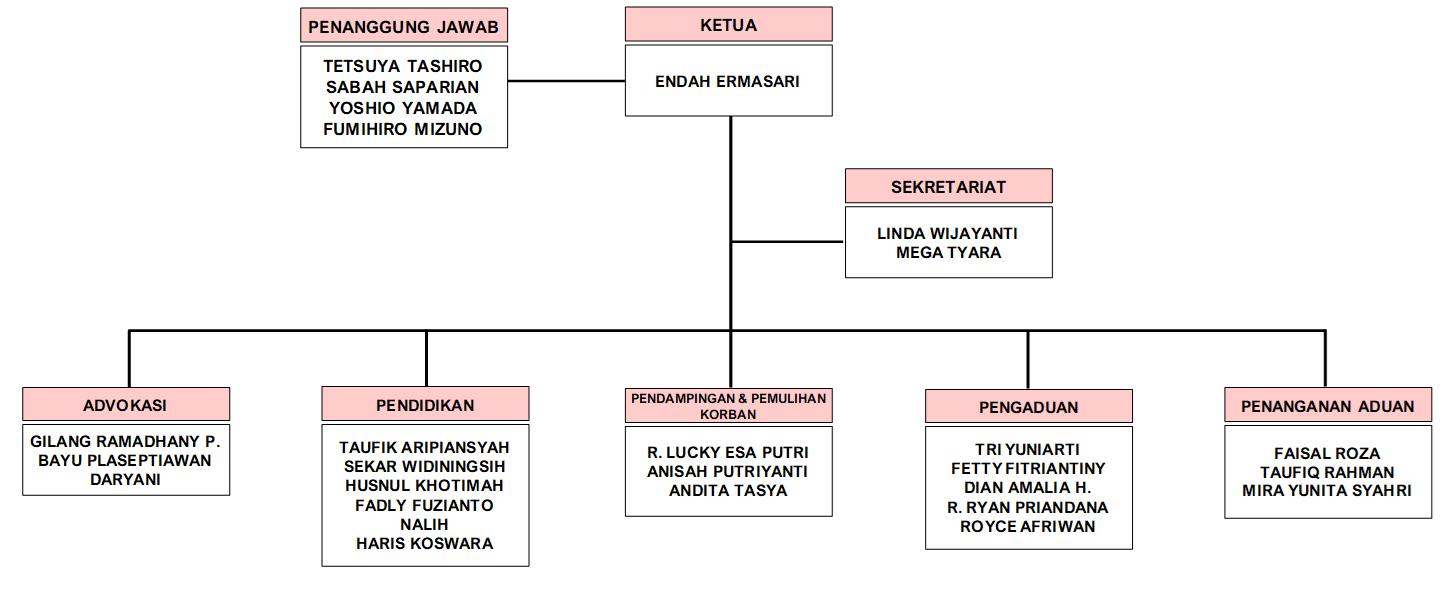 PENANGGUNG JAWAB
TETSUYA TASHIRO
SABAH SAPARIAN
YOSHIO YAMADA
FUMIHIRO MIZUNO
KETUA
ENDAH ERMASARI
SEKRETARIAT
LINDA WIJAYANTI
MEGA TYARA
ADVOKASI
GILANG RAMADHANY P.
BAYU PLASEPTIAWAN
DARYANI
PENDIDIKAN
TAUFIK ARIPIANSYAH
SEKAR WIDININGSIH
HUSNUL KHOTIMAH
FADLY FUZIANTO
NALIH
HARIS KOSWARA
PENDAMPINGAN & PEMULIHAN
KORBAN
R. LUCKY ESA PUTRI
ANISAH PUTRIYANTI
ANDITA TASYA
PENGADUAN
TRI YUNIARTI
FETTY FITRIANTINY
DIAN AMALIA H.
R. RYAN PRIANDANA
ROYCE AFRIWAN
PENANGANAN ADUAN
FAISAL ROZA
TAUFIQ RAHMAN
MIRA YUNITA SYAHRI